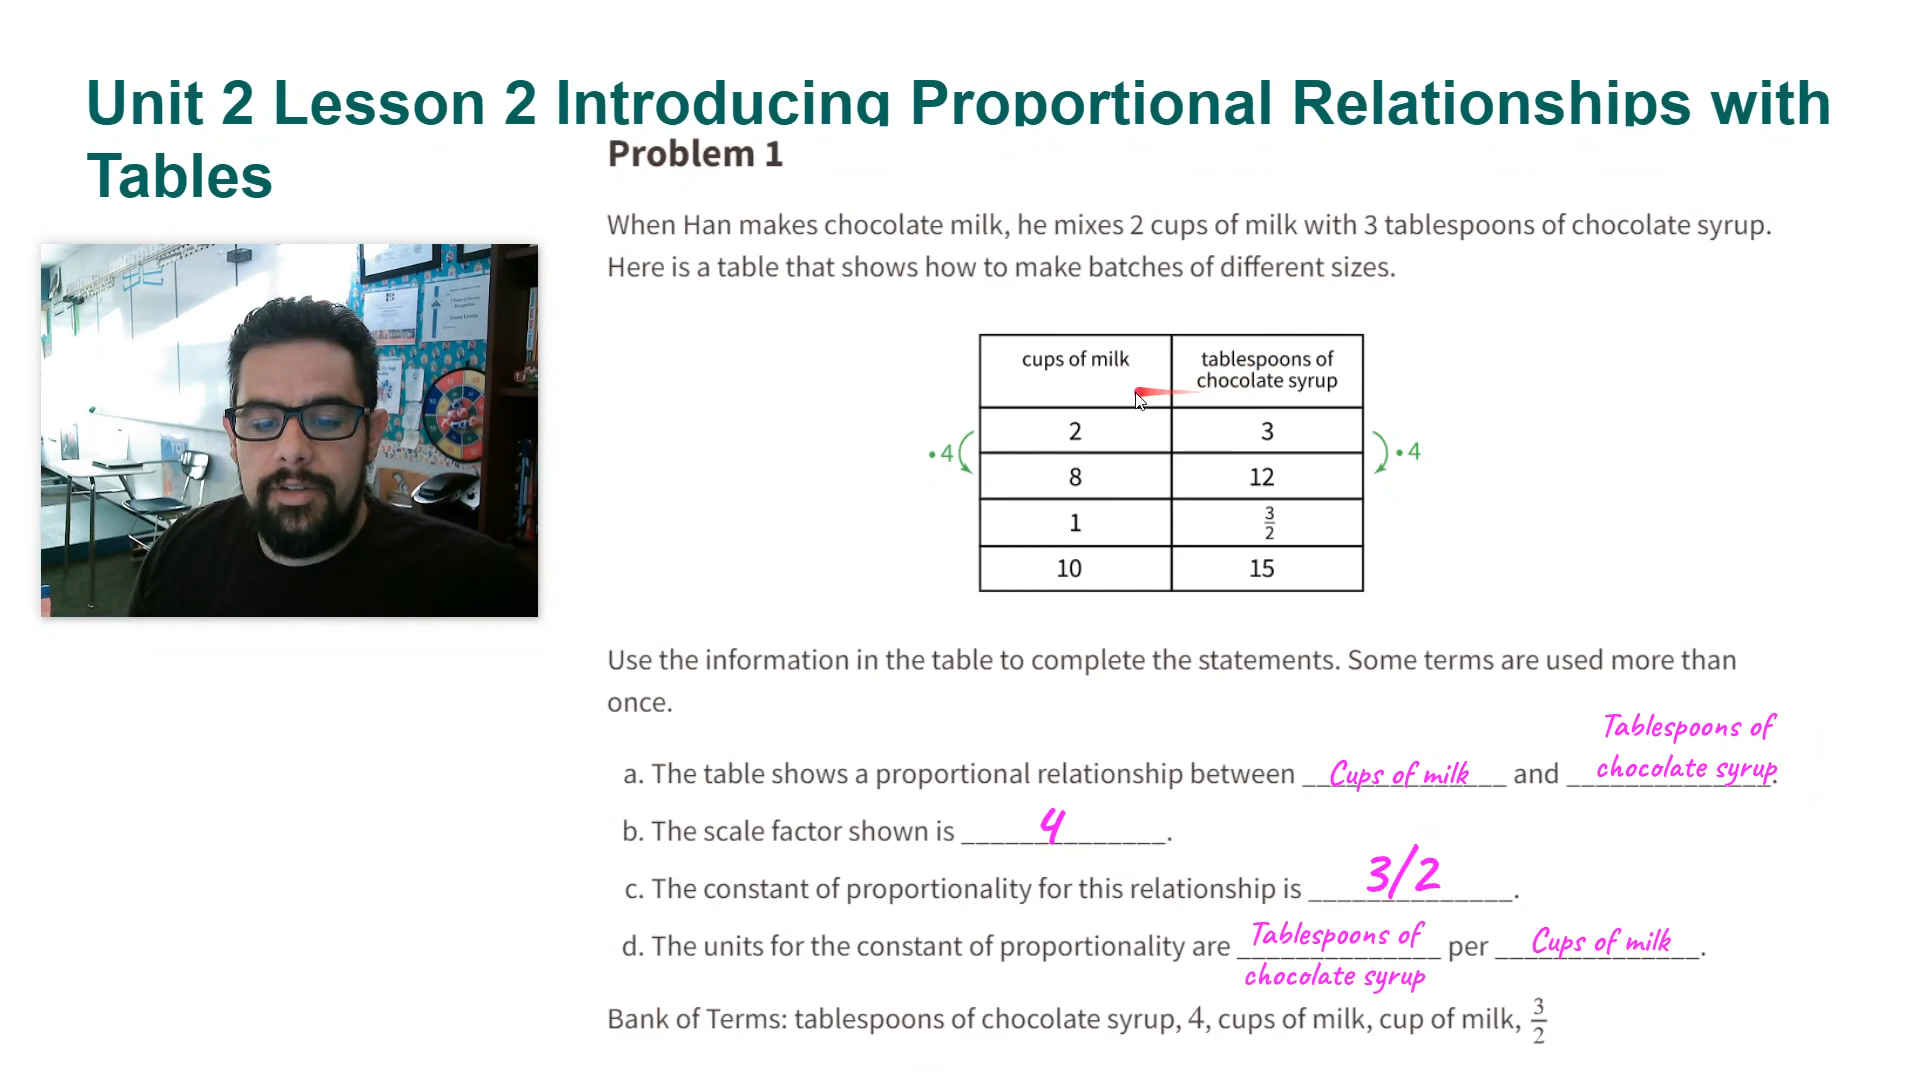 Unit 2 Lesson 2 Introducing Proportional Relationships with
Tables
Problem 1
When Han makes chocolate milk, he mixes 2 cups of milk with 3 tablespoons of chocolate syrup.
Here is a table that shows how to make batches of different sizes.
cups of milk
tablespoons of
chocolate syrup
2 3
•4 •4
8 12
1 3/2
10 15
Use the information in the table to complete the statements. Some terms are used more than
once.
Tablespoons of
a. The table shows a proportional relationship between Cups of milk and chocolate syrup.
b. The scale factor shown is 4.
c. The constant of proportionality for this relationship is 3/2.
d. The units for the constant of proportionality are Tablespoons of per Cups of milk.
chocolate syrup
Bank of Terms: tablespoons of chocolate syrup, 4, cups of milk, cup of milk, 3/2